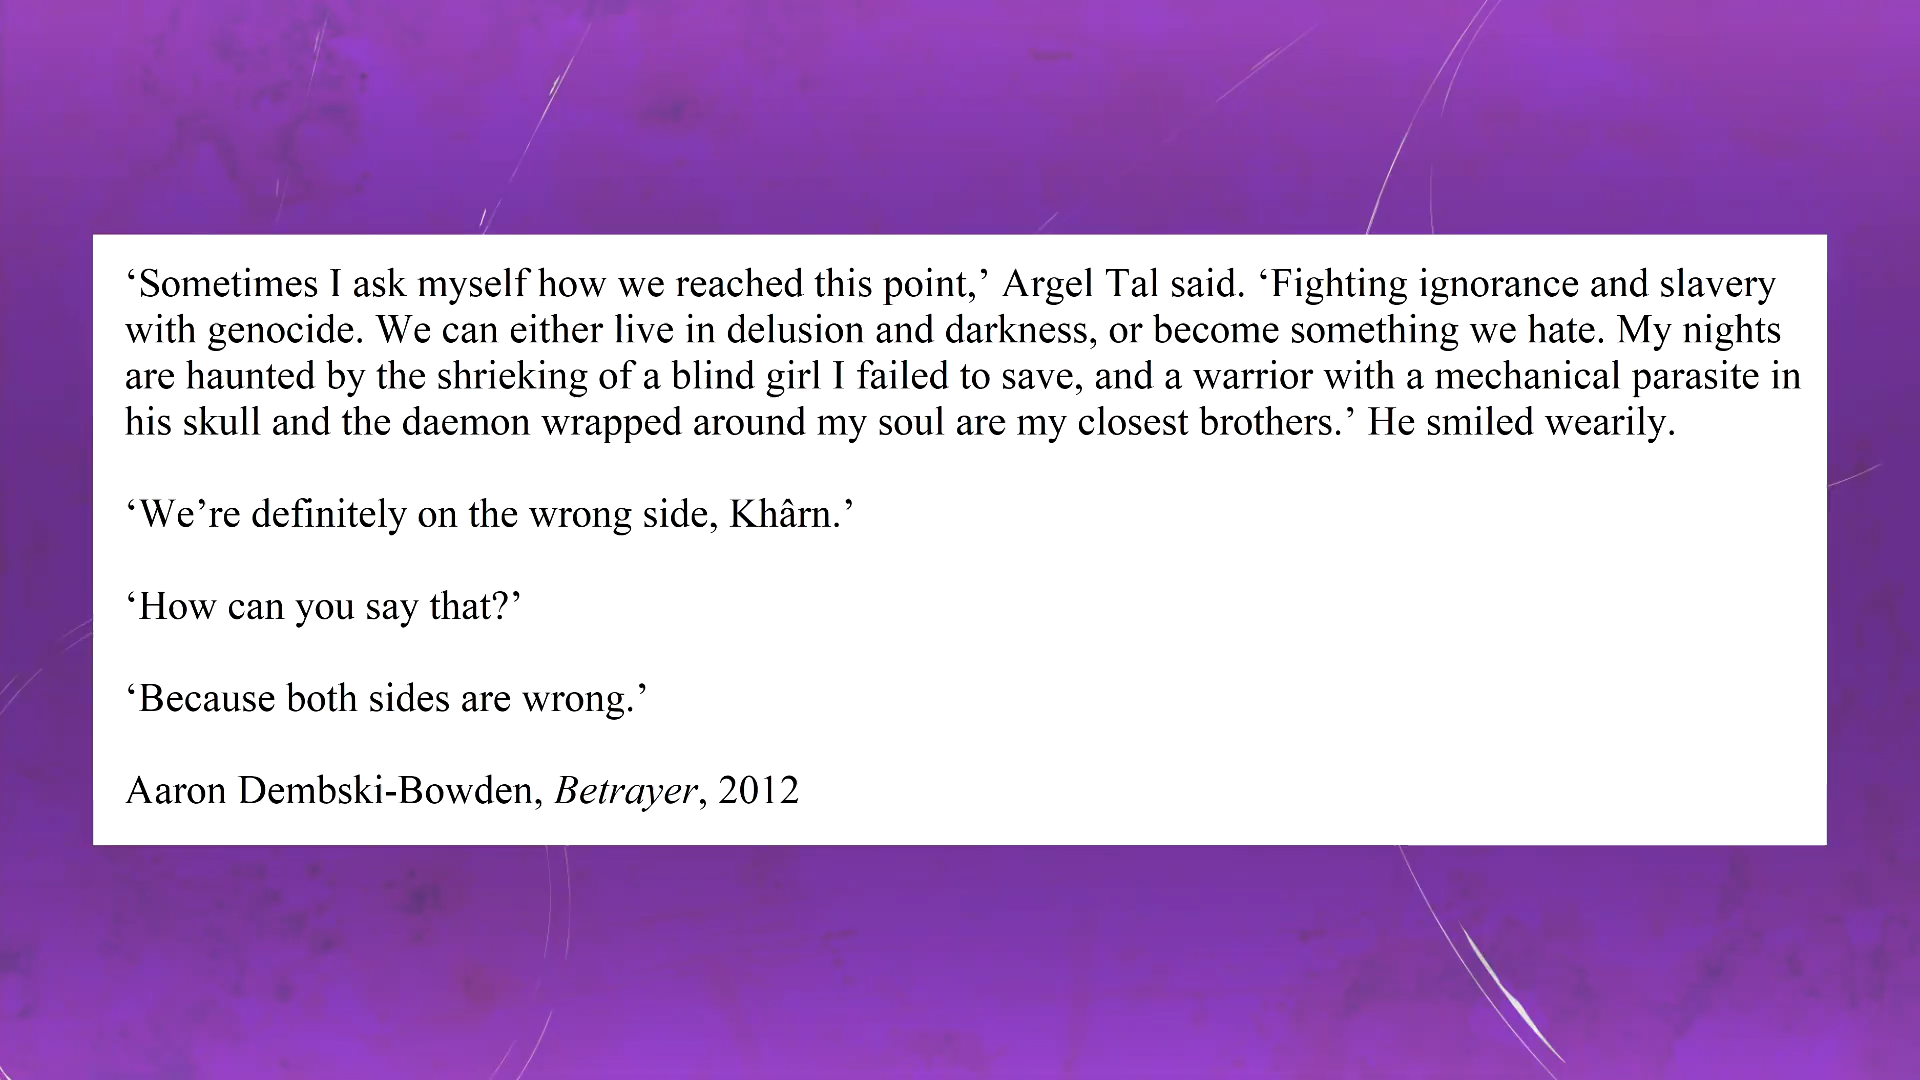 ‘Sometimes I ask myself how we reached this point,’ Argel Tal said. ‘Fighting ignorance and slavery
with genocide. We can either live in delusion and darkness, or become something we hate. My nights
are haunted by the shrieking of a blind girl I failed to save, and a warrior with a mechanical parasite in
his skull and the daemon wrapped around my soul are my closest brothers.’ He smiled wearily.
‘We’re definitely on the wrong side, Khârn.’
‘How can you say that?’
‘Because both sides are wrong.’
Aaron Dembski-Bowden, Betrayer, 2012